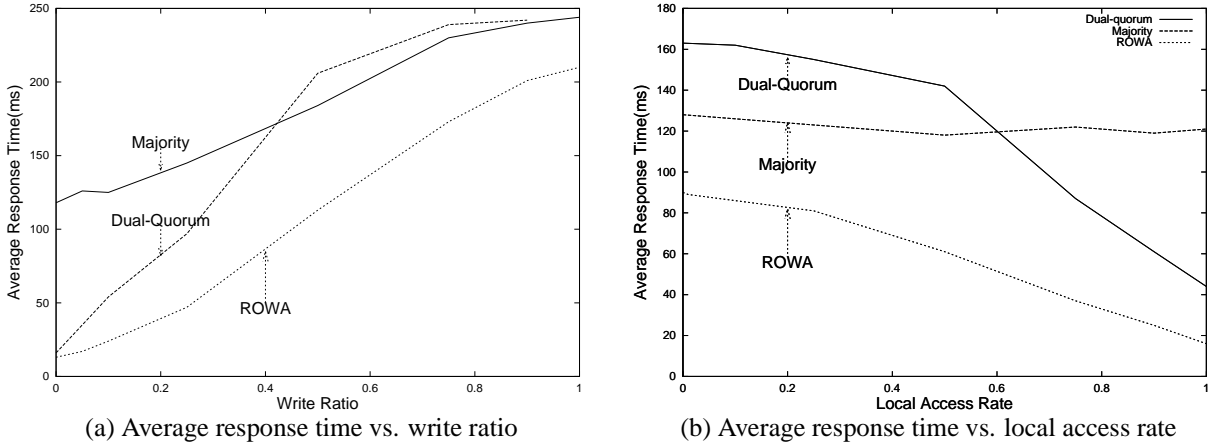 250
200
150
100
50
0
Average Response Time(ms)
Majority
Dual-Quorum
ROWA
0 0.2 0.4 0.6 0.8 1
Write Ratio
(a) Average response time vs. write ratio
180
160
140
120
100
80
60
40
20
0
Average Response Time(ms)
Dual-quorum
Majority
ROWA
Dual-Quorum
Majority
ROWA
0 0.2 0.4 0.6 0.8 1
Local Access Rate
(b) Average response time vs. local access rate